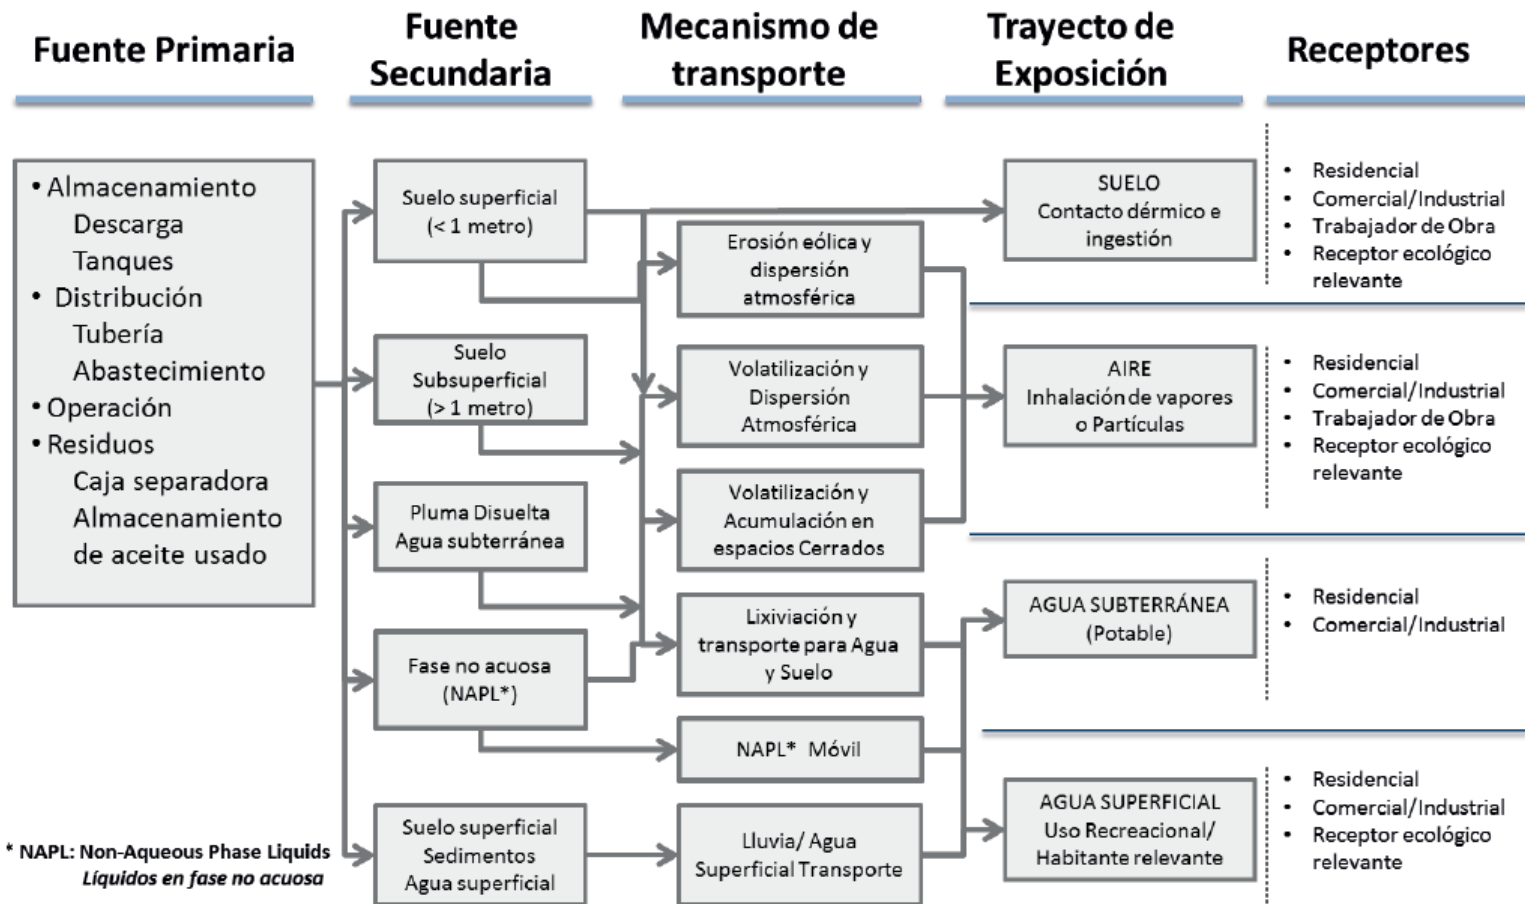 Fuente Primaria
Fuente
Secundaria
Mecanismo de
transporte
Trayecto de
Exposición
Receptores
• Almacenamiento
Descarga
Tanques
• Distribución
Tubería
Abastecimiento
• Operación
• Residuos
Caja separadora
Almacenamiento
de aceite usado
Suelo superficial
(< 1 metro)
Suelo
Subsuperficial
(> 1 metro)
Pluma Disuelta
Agua subterránea
Fase no acuosa
(NAPL*)
Suelo superficial
Sedimentos
Agua superficial
Erosión eólica y
dispersión
atmosférica
Volatilización y
Dispersión
Atmosférica
Volatilización y
Acumulación en
espacios Cerrados
Lixiviación y
transporte para Agua
y Suelo
NAPL* Móvil
Lluvia/ Agua
Superficial Transporte
SUELO
Contacto dérmico e
ingestión
AIRE
Inhalación de vapores
o Partículas
AGUA SUBTERRÁNEA
(Potable)
AGUA SUPERFICIAL
Uso Recreacional/
Habitante relevante
• Residencial
• Comercial/Industrial
• Trabajador de Obra
• Receptor ecológico
relevante
• Residencial
• Comercial/Industrial
• Trabajador de Obra
• Receptor ecológico
relevante
• Residencial
• Comercial/Industrial
• Residencial
• Comercial/Industrial
• Receptor ecológico
relevante
* NAPL: Non-Aqueous Phase Liquids
Líquidos en fase no acuosa